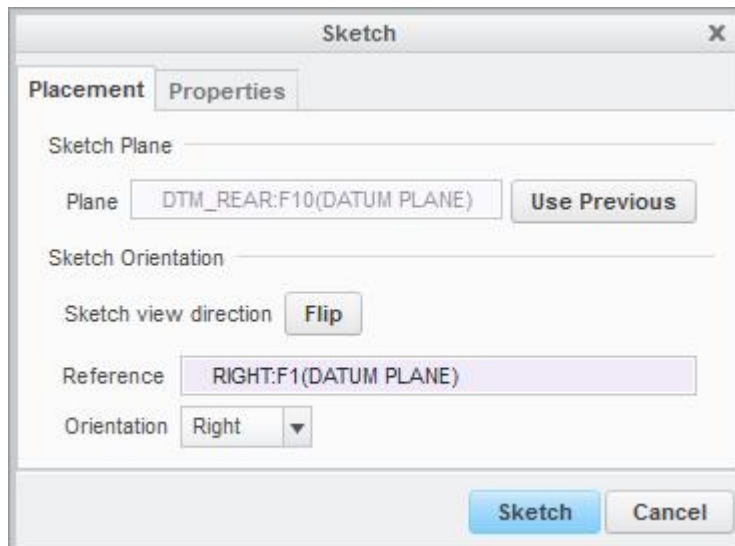 Sketch
Placement Properties
Sketch Plane
Plane DTM_REAR:F10(DATUM PLANE) Use Previous
Sketch Orientation
Sketch view direction Flip
Reference RIGHT:F1(DATUM PLANE)
Orientation Right
Sketch Cancel